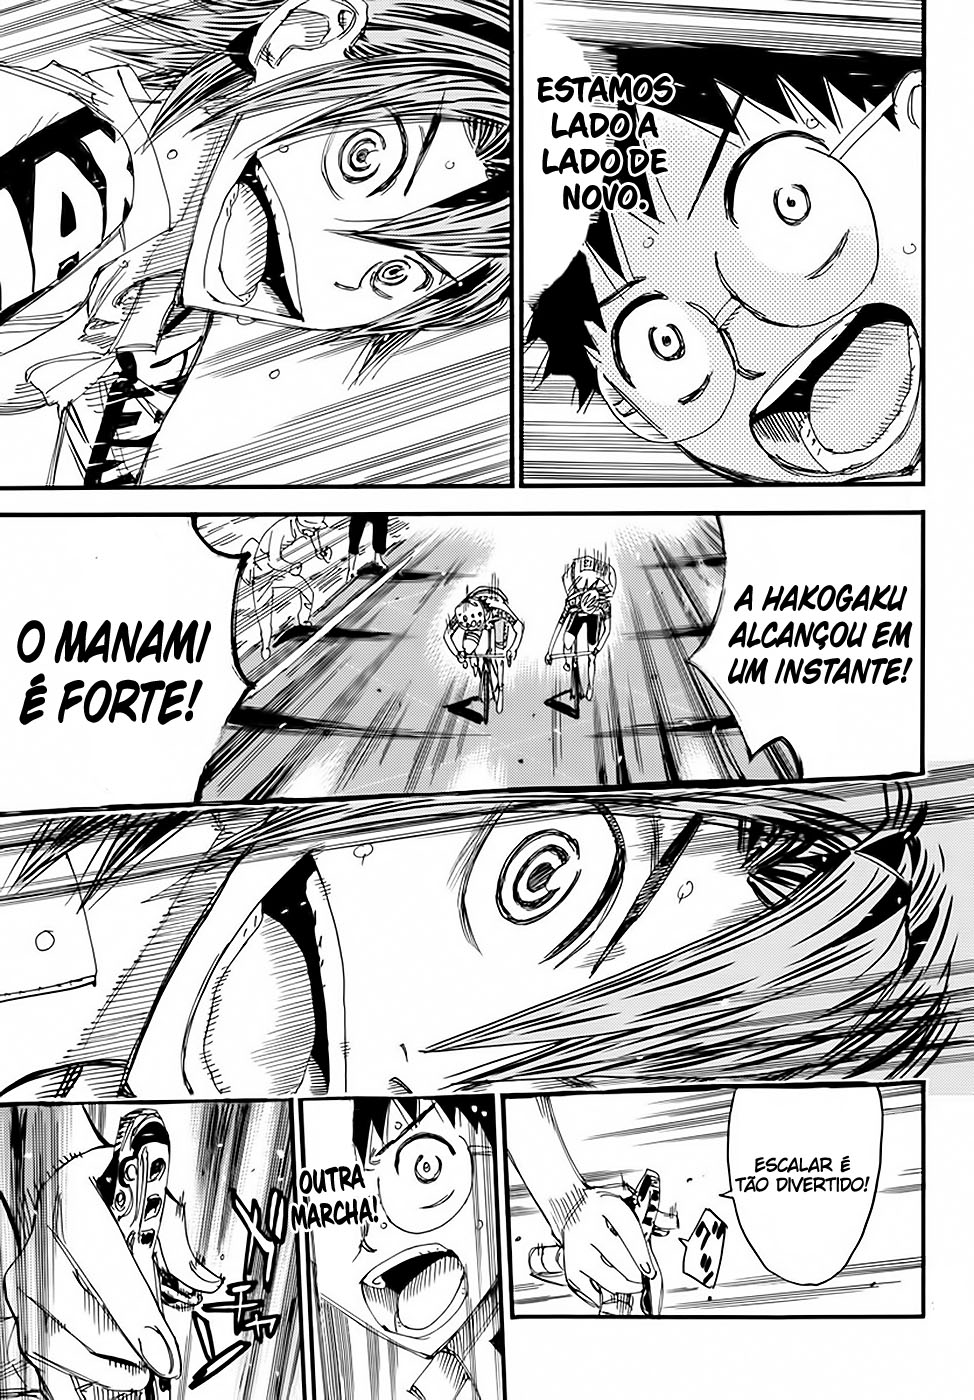 ESTAMOS
LADO A
LADO DE
NOVO.
A HAKOGAKU
ALCANÇOU EM
UM INSTANTE!
O MANAMI
É FORTE!
ESCALAR É
TÃO DIVERTIDO!
OUTRA
MARCHA!